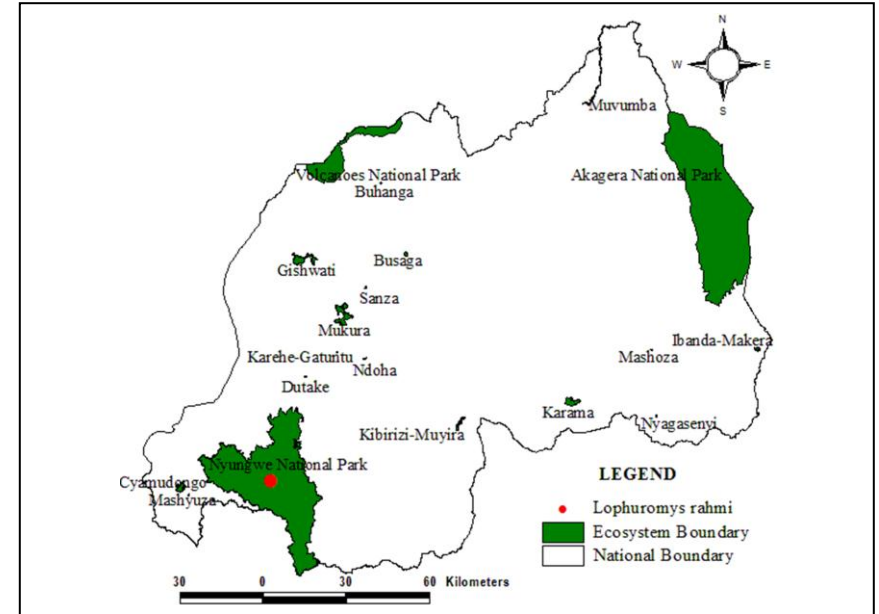 N
W E
S
Muvumba
Volcanoes National Park
Akagera National Park
Buhanga
Gishwati
Busaga
Sanza
Mukura
Ibanda-Makera
Karehe-Gaturitu
Mashoza
Ndoha
Dutake
Karama
Nyagasenyi
Kibirizi-Muyira
Nyungwe National Park
Cyamudongo
Mashyuza
LEGEND
Lophuromys rahmi
Ecosystem Boundary
National Boundary
30 0 30 60 Kilometers